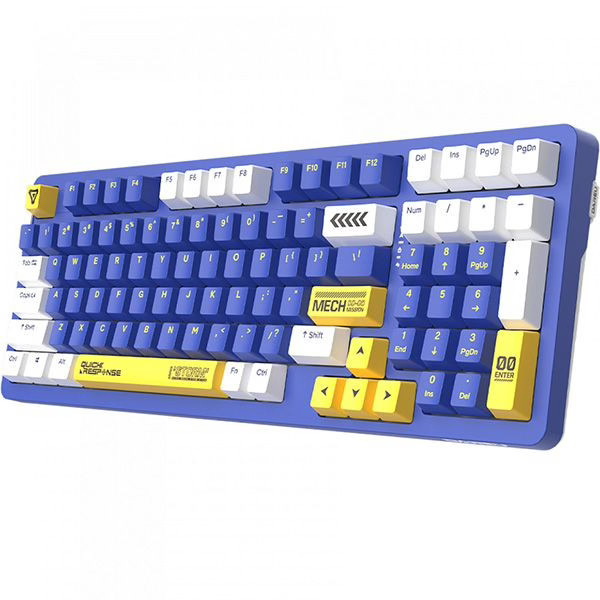 F1 F2 F3 F4 F5 F6 F7 F8 F9 F10 F11 F12 Del Ins PgUp PgDn
Num / * -
Q W E R T Y U I O P 7 8 9
Home ↑ PgUp +
A S D F G H J K L MECH 4 5 6
← →
Shift Z X C V B N M Shift 1 2 3
End ↓ PgDn
00
ENTER
Ctrl Alt QUICK
RESPONSE Fn Ctrl 0 .
Ins Del